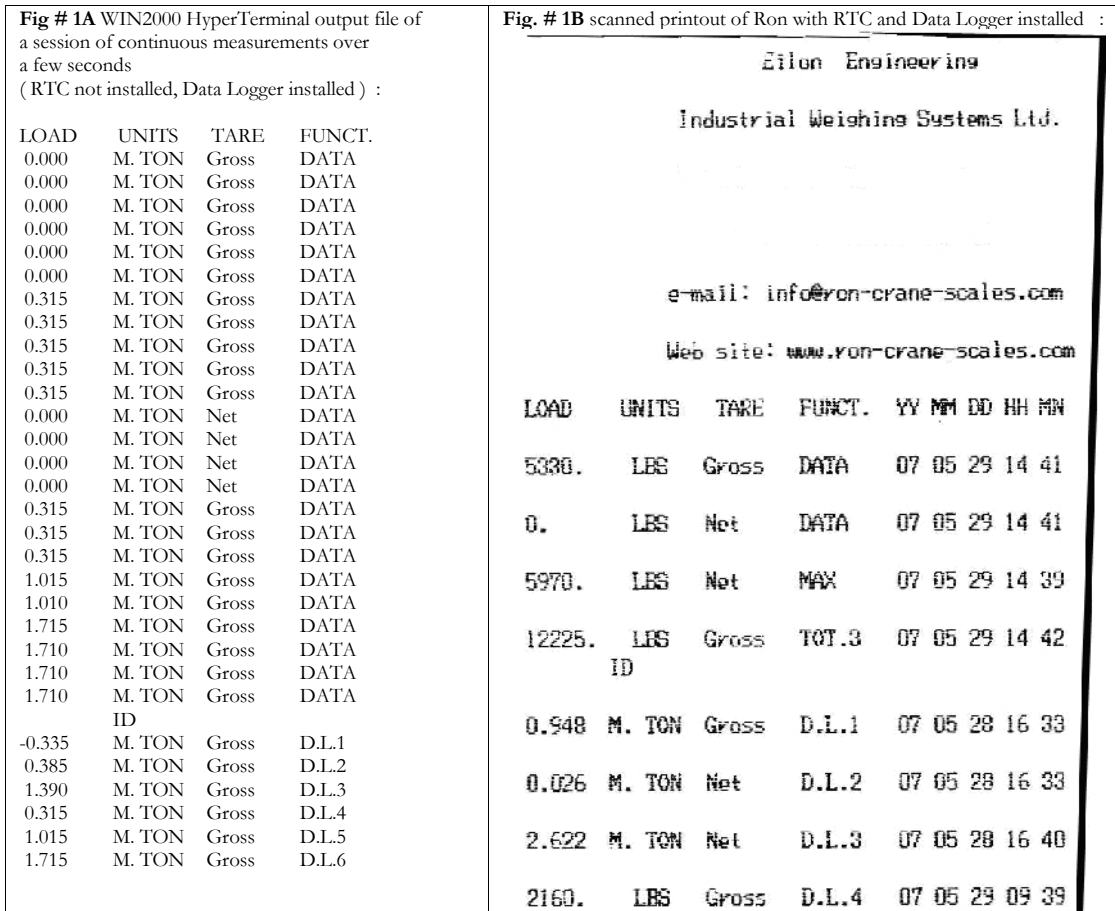 Fig # 1A WIN2000 HyperTerminal output file of
a session of continuous measurements over
a few seconds
( RTC not installed, Data Logger installed ) :
LOAD UNITS TARE FUNCT.
0.000 M. TON Gross DATA
0.000 M. TON Gross DATA
0.000 M. TON Gross DATA
0.000 M. TON Gross DATA
0.000 M. TON Gross DATA
0.000 M. TON Gross DATA
0.315 M. TON Gross DATA
0.315 M. TON Gross DATA
0.315 M. TON Gross DATA
0.315 M. TON Gross DATA
0.315 M. TON Gross DATA
0.000 M. TON Net DATA
0.000 M. TON Net DATA
0.000 M. TON Net DATA
0.000 M. TON Net DATA
0.315 M. TON Gross DATA
0.315 M. TON Gross DATA
0.315 M. TON Gross DATA
1.015 M. TON Gross DATA
1.010 M. TON Gross DATA
1.715 M. TON Gross DATA
1.710 M. TON Gross DATA
1.710 M. TON Gross DATA
1.710 M. TON Gross DATA
ID
-0.335 M. TON Gross D.L.1
0.385 M. TON Gross D.L.2
1.390 M. TON Gross D.L.3
0.315 M. TON Gross D.L.4
1.015 M. TON Gross D.L.5
1.715 M. TON Gross D.L.6
Fig. # 1B scanned printout of Ron with RTC and Data Logger installed :
Eilon Engineering
Industrial Weighing Systems Ltd.
e-mail: info@ron-crane-scales.com
Web site: www.ron-crane-scales.com
LOAD UNITS TARE FUNCT. YY MM DD HH MN
5330. LBS Gross DATA 07 05 29 14 41
0. LBS Net DATA 07 05 29 14 41
5970. LBS Net MAX 07 05 29 14 39
12225. LBS Gross TOT.3 07 05 29 14 42
ID
0.948 M. TON Gross D.L.1 07 05 28 16 33
0.026 M. TON Net D.L.2 07 05 28 16 33
2.622 M. TON Net D.L.3 07 05 28 16 40
2160. LBS Gross D.L.4 07 05 29 09 39